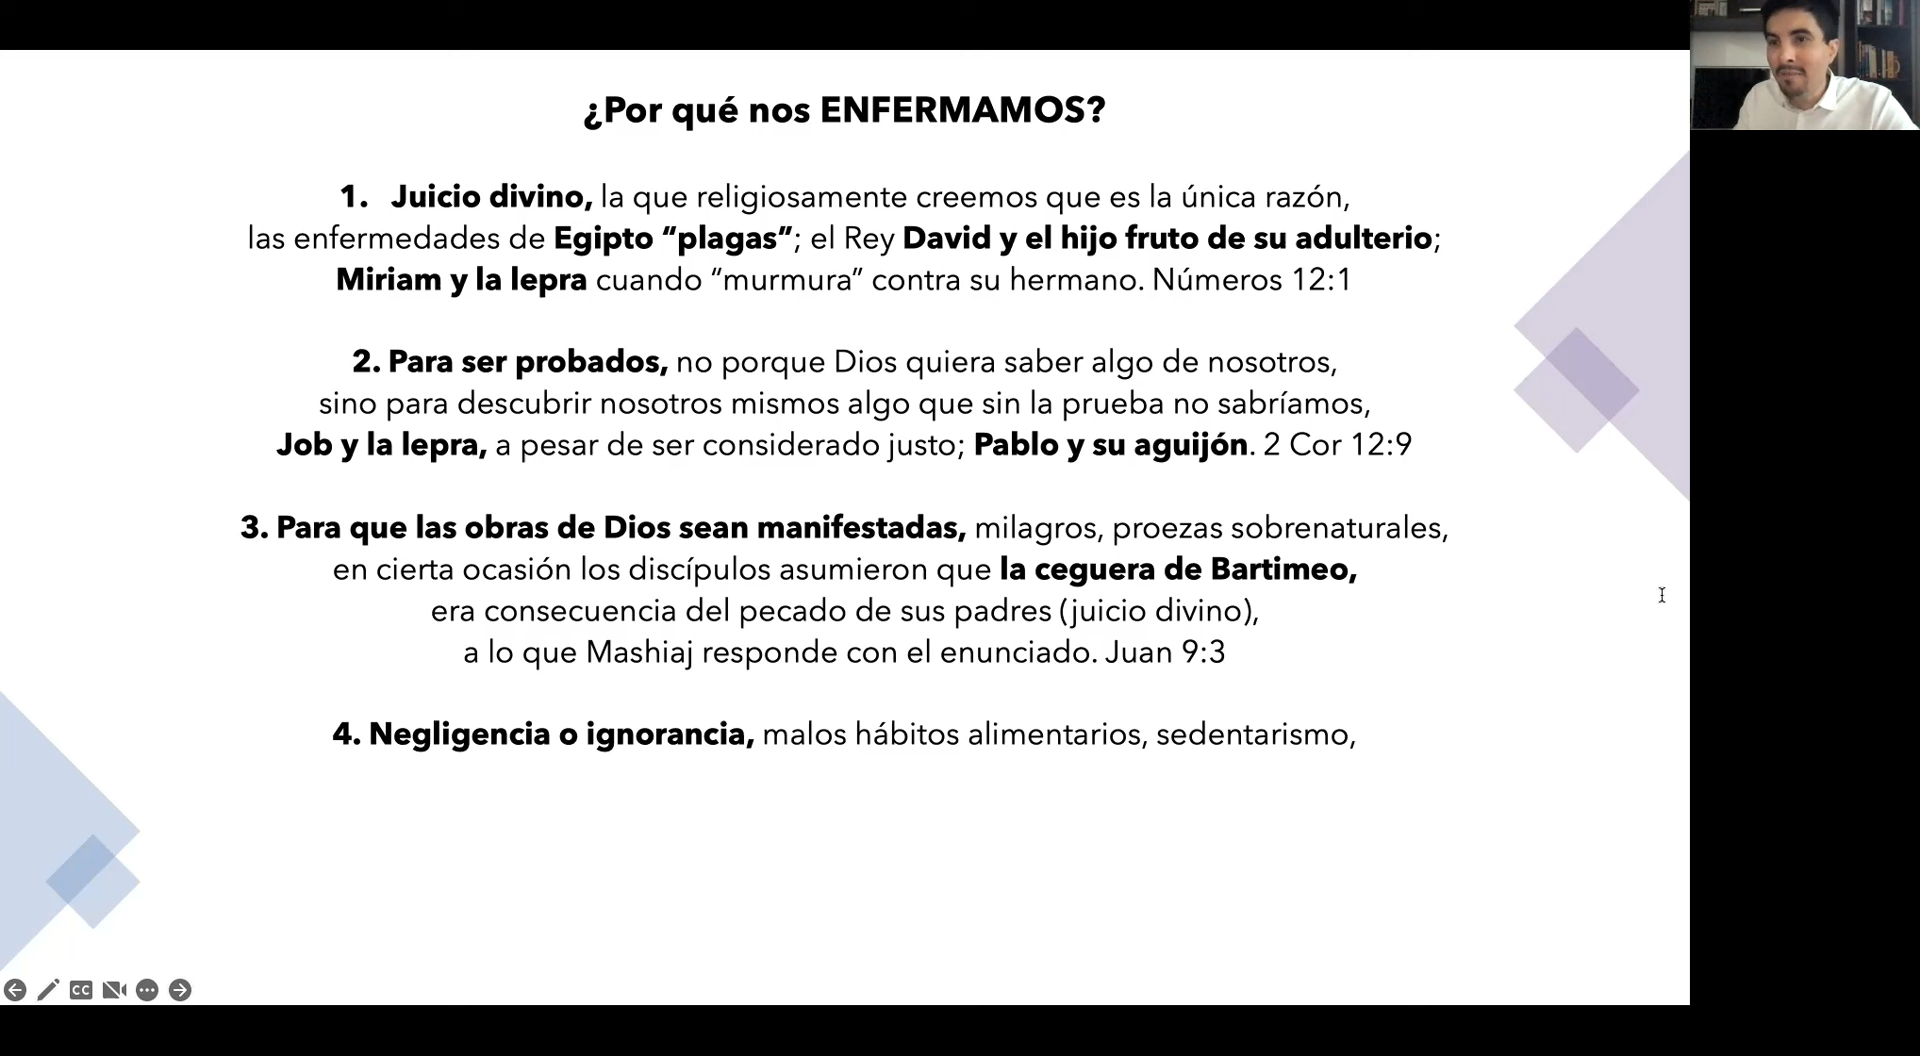 ¿Por qué nos ENFERMAMOS?
1. Juicio divino, la que religiosamente creemos que es la única razón,
las enfermedades de Egipto “plagas”; el Rey David y el hijo fruto de su adulterio;
Miriam y la lepra cuando “murmura” contra su hermano. Números 12:1
2. Para ser probados, no porque Dios quiera saber algo de nosotros,
sino para descubrir nosotros mismos algo que sin la prueba no sabríamos,
Job y la lepra, a pesar de ser considerado justo; Pablo y su aguijón. 2 Cor 12:9
3. Para que las obras de Dios sean manifestadas, milagros, proezas sobrenaturales,
en cierta ocasión los discípulos asumieron que la ceguera de Bartimeo,
era consecuencia del pecado de sus padres (juicio divino),
a lo que Mashiaj responde con el enunciado. Juan 9:3
4. Negligencia o ignorancia, malos hábitos alimentarios, sedentarismo,
CC